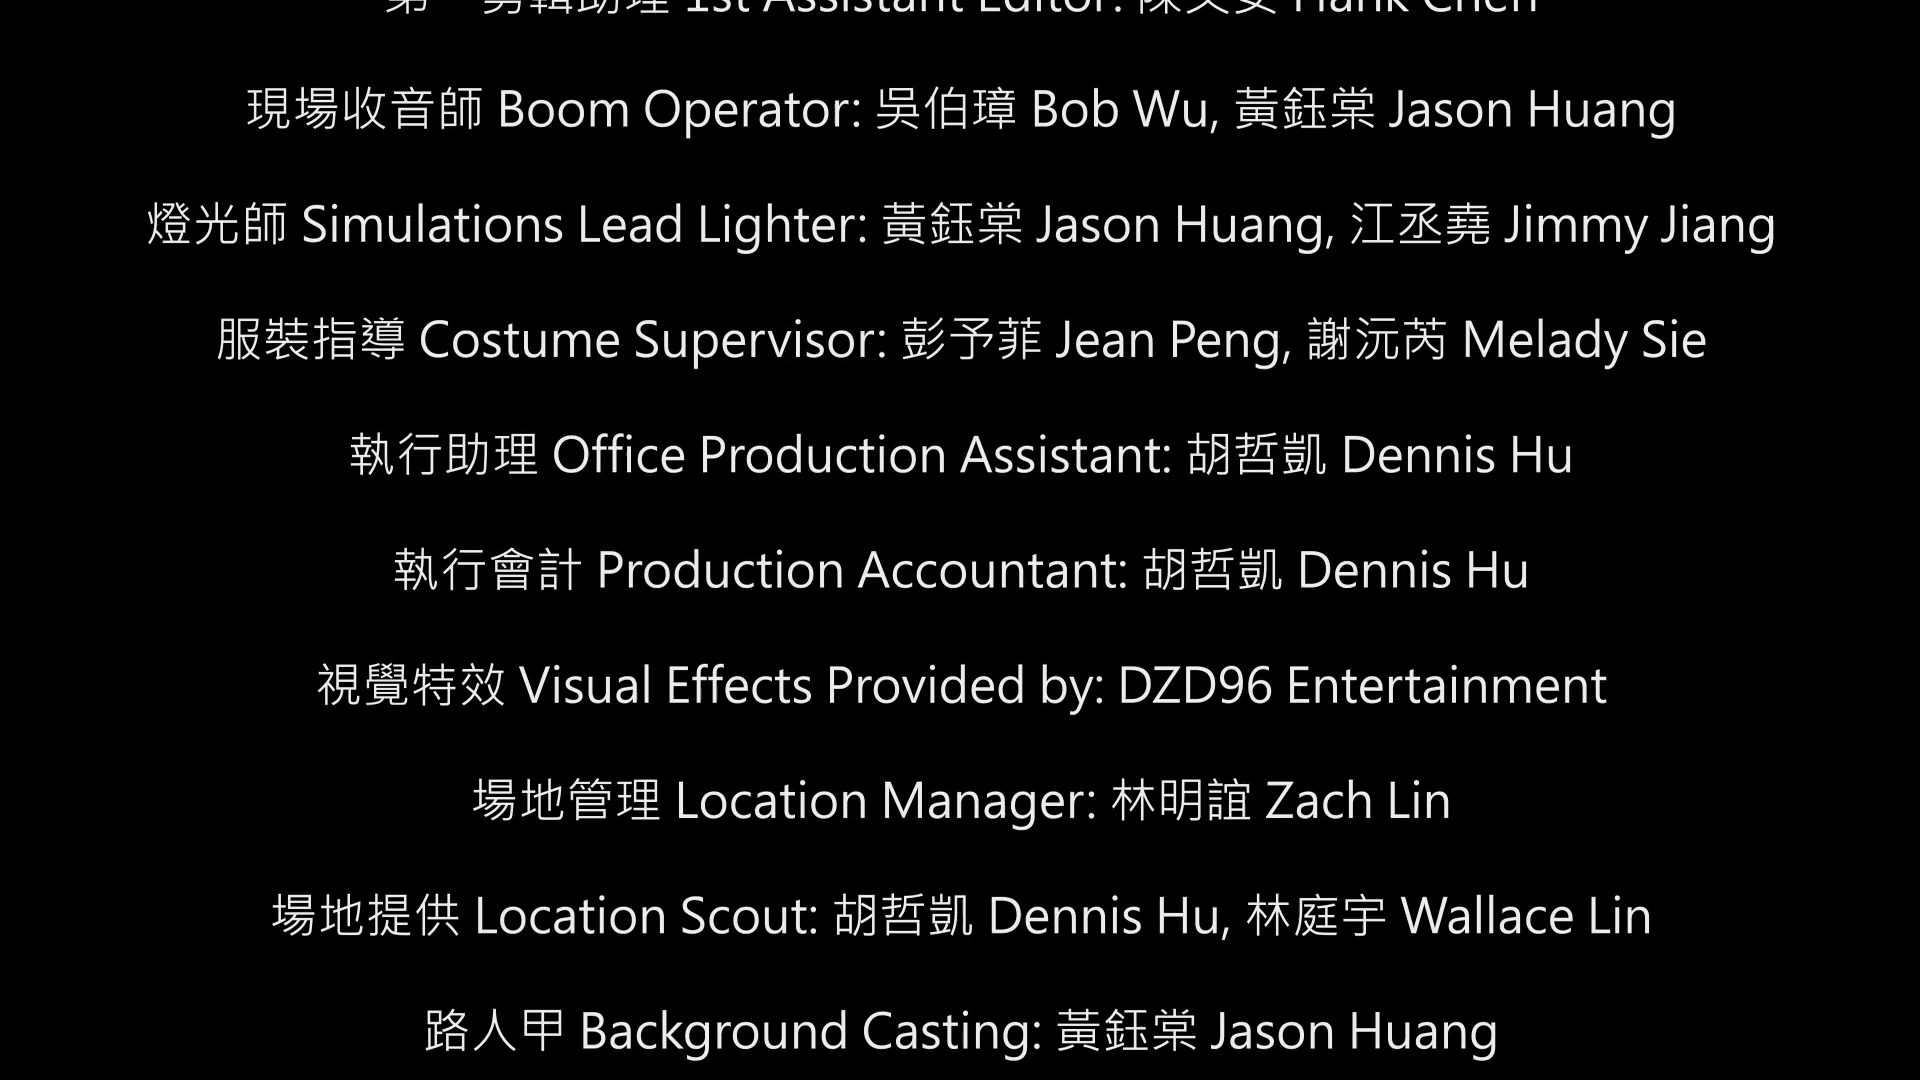 1st Assistant Editor: Hank Chen
現場收音師 Boom Operator: 吳伯璋 Bob Wu, 黃鈺棠 Jason Huang
燈光師 Simulations Lead Lighter: 黃鈺棠 Jason Huang, 江丞堯 Jimmy Jiang
服裝指導 Costume Supervisor: 彭予菲 Jean Peng, 謝沅芮 Melady Sie
執行助理 Office Production Assistant: 胡哲凱 Dennis Hu
執行會計 Production Accountant: 胡哲凱 Dennis Hu
視覺特效 Visual Effects Provided by: DZD96 Entertainment
場地管理 Location Manager: 林明誼 Zach Lin
場地提供 Location Scout: 胡哲凱 Dennis Hu, 林庭宇 Wallace Lin
路人甲 Background Casting: 黃鈺棠 Jason Huang